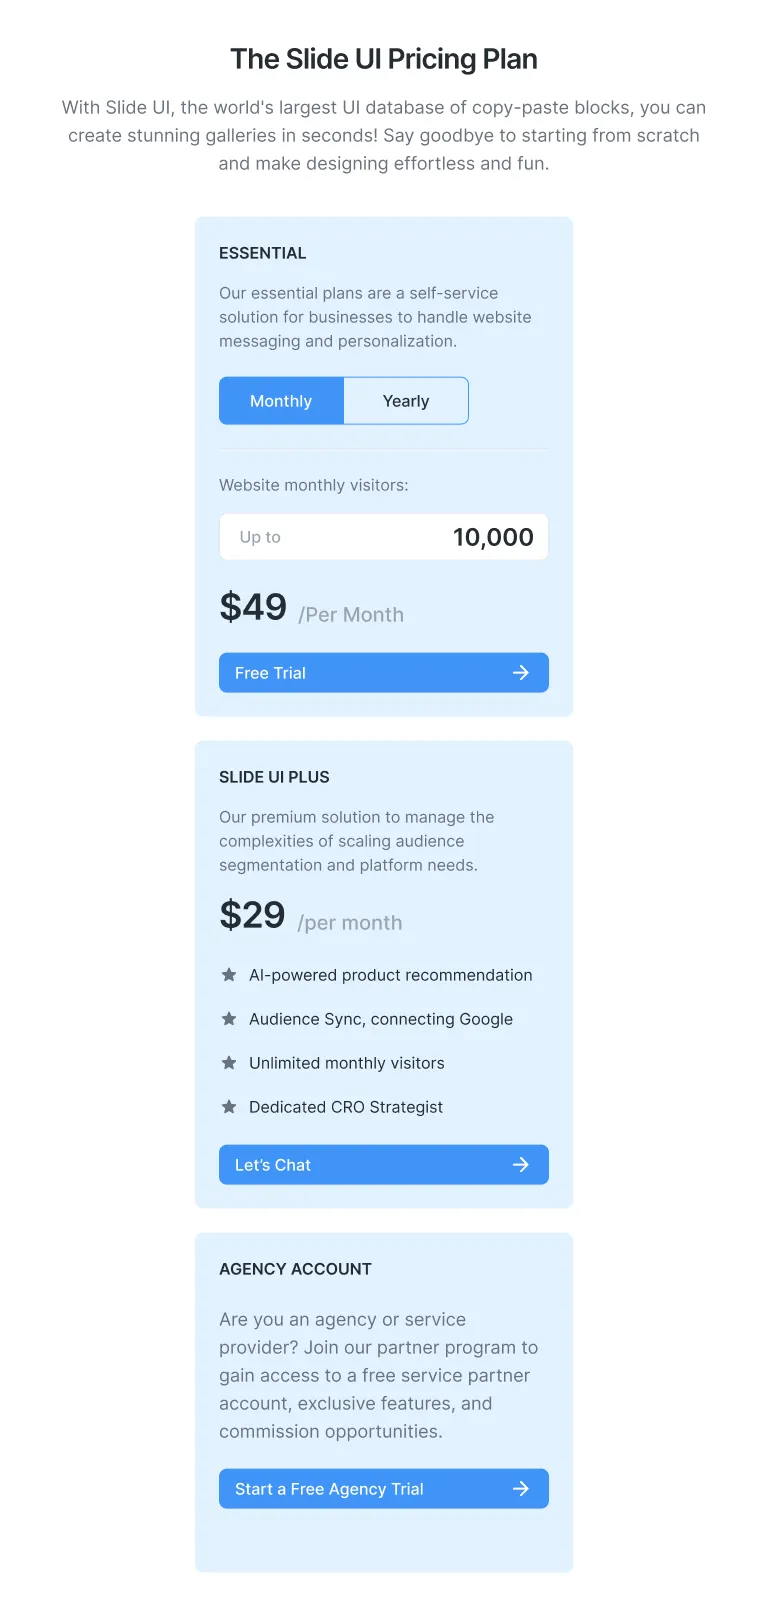 The Slide UI Pricing Plan
With Slide UI, the world's largest UI database of copy-paste blocks, you can
create stunning galleries in seconds! Say goodbye to starting from scratch
and make designing effortless and fun.
ESSENTIAL
Our essential plans are a self-service
solution for businesses to handle website
messaging and personalization.
Monthly Yearly
Website monthly visitors:
Up to 10,000
$49 /Per Month
Free Trial
SLIDE UI PLUS
Our premium solution to manage the
complexities of scaling audience
segmentation and platform needs.
$29 /per month
AI-powered product recommendation
Audience Sync, connecting Google
Unlimited monthly visitors
Dedicated CRO Strategist
Let’s Chat
AGENCY ACCOUNT
Are you an agency or service
provider? Join our partner program to
gain access to a free service partner
account, exclusive features, and
commission opportunities.
Start a Free Agency Trial